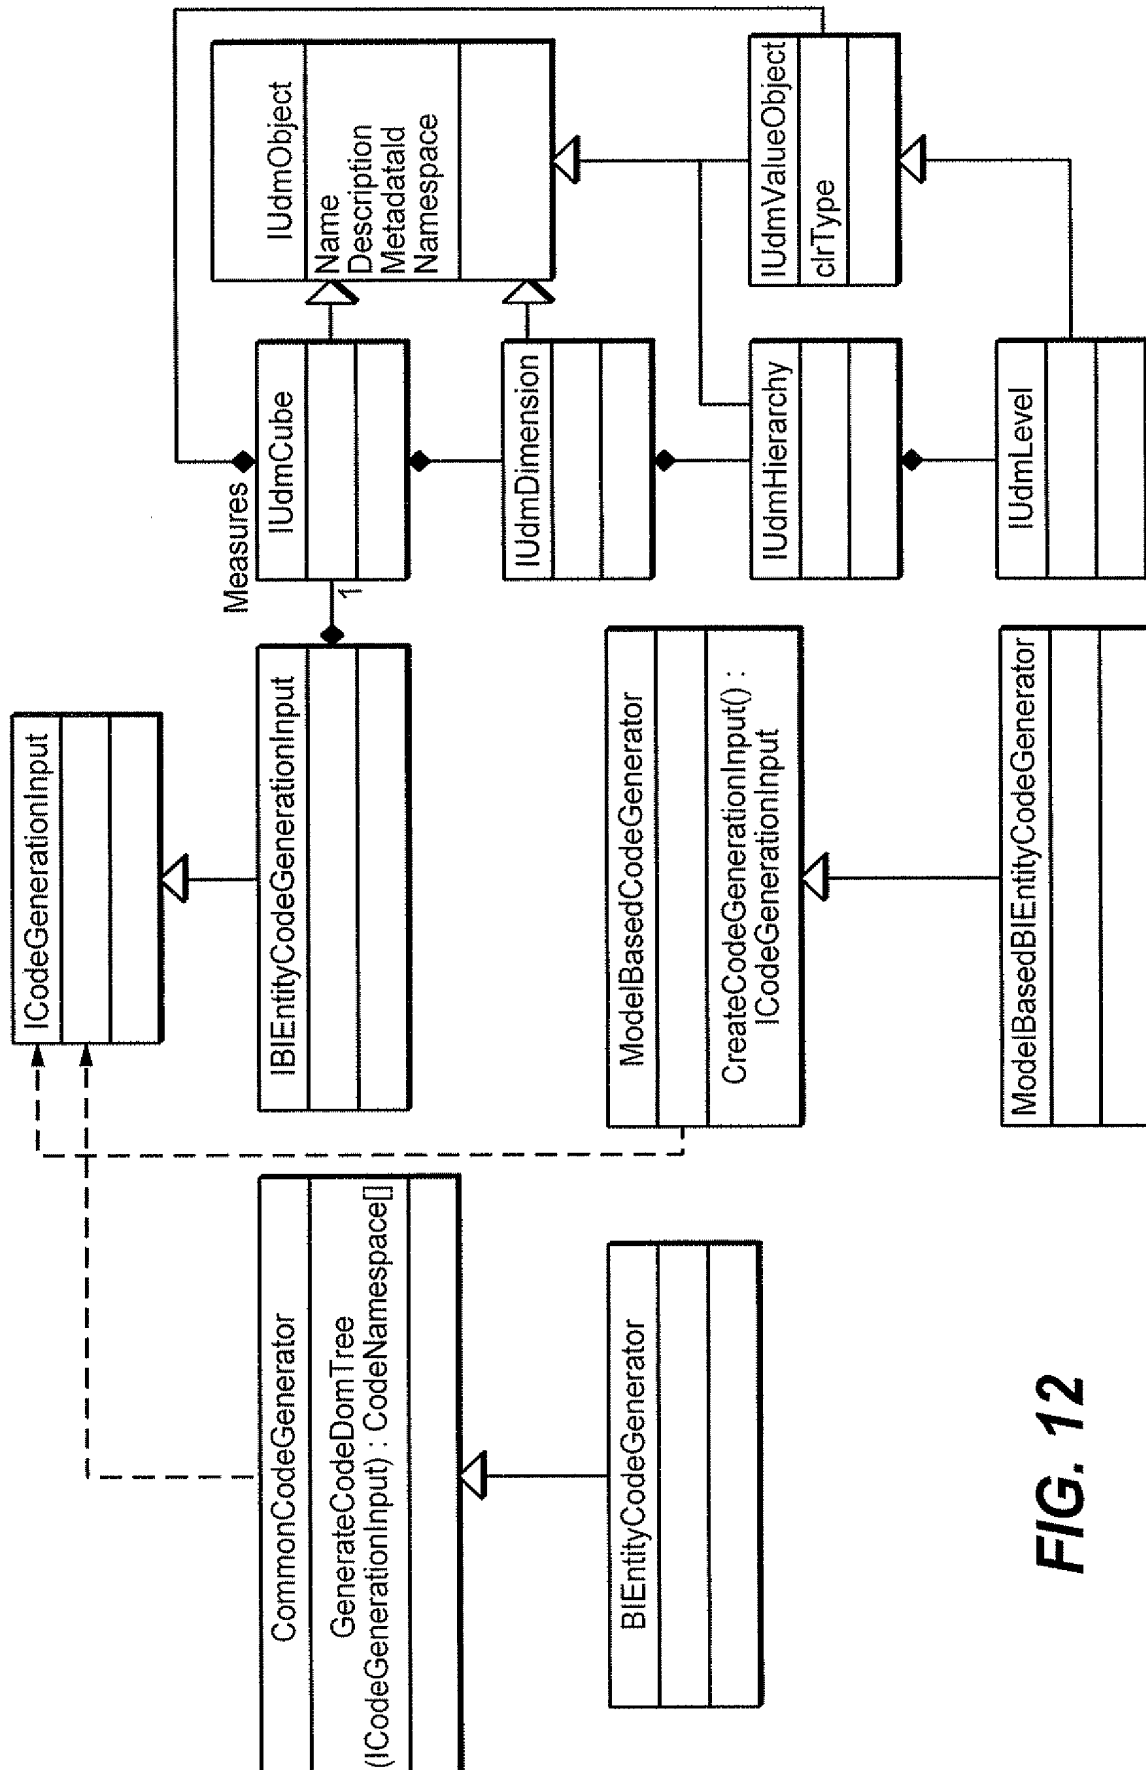 ICodeGenerationInput
CommonCodeGenerator
GenerateCodeDomTree
(ICodeGenerationInput) : CodeNamespace[]
IBIEntityCodeGenerationInput
1
Measures
IUdmCube
IUdmObject
Name
Description
MetadataId
Namespace
BIEntityCodeGenerator
ModelBasedCodeGenerator
CreateCodeGenerationInput() :
ICodeGenerationInput
IUdmDimension
IUdmHierarchy
IUdmValueObject
clrType
ModelBasedBIEntityCodeGenerator
IUdmLevel
FIG. 12